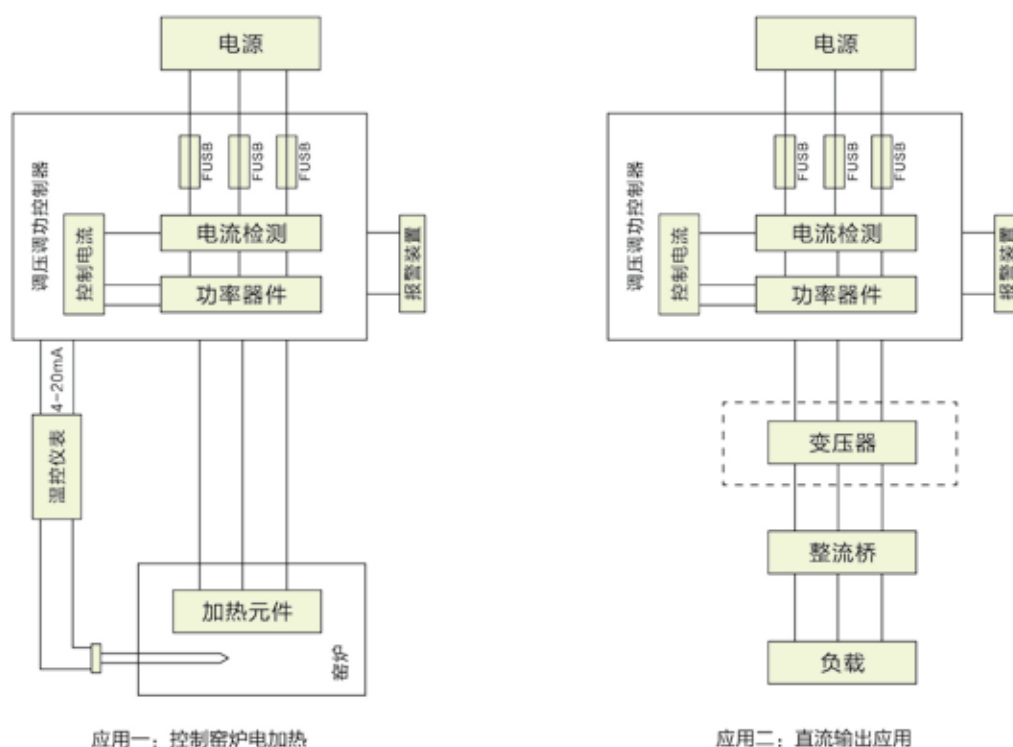 电源
FUSB
FUSB
FUSB
调压调功控制器
控制电流
电流检测
功率器件
报警装置
4-20mA
温控仪表
加热元件
窑炉
应用一：控制窑炉电加热
电源
FUSB
FUSB
FUSB
调压调功控制器
控制电流
电流检测
功率器件
报警装置
变压器
整流桥
负载
应用二：直流输出应用